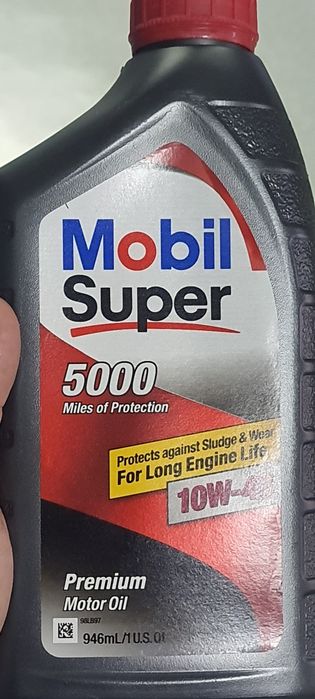 Mobil
Super
5000
Miles of Protection
Protects against Sludge & Wear
For Long Engine Life
10W-4
Premium
Motor Oil
98LB97
946mL/1 U.S.